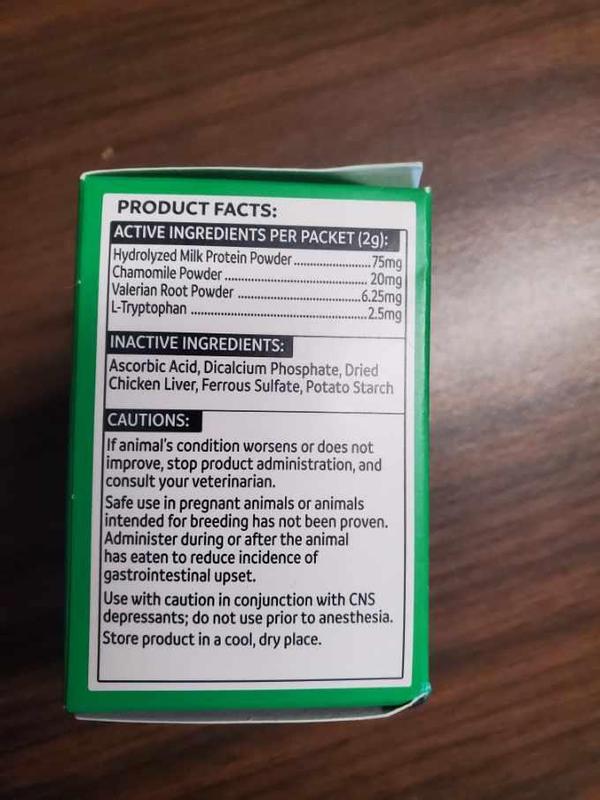 PRODUCT FACTS:
ACTIVE INGREDIENTS PER PACKET (2g):
Hydrolyzed Milk Protein Powder ................... 75mg
Chamomile Powder ................................... 20mg
Valerian Root Powder .............................. 6.25mg
L-Tryptophan ........................................... 2.5mg
INACTIVE INGREDIENTS:
Ascorbic Acid, Dicalcium Phosphate, Dried
Chicken Liver, Ferrous Sulfate, Potato Starch
CAUTIONS:
If animal's condition worsens or does not
improve, stop product administration, and
consult your veterinarian.
Safe use in pregnant animals or animals
intended for breeding has not been proven.
Administer during or after the animal
has eaten to reduce incidence of
gastrointestinal upset.
Use with caution in conjunction with CNS
depressants; do not use prior to anesthesia.
Store product in a cool, dry place.